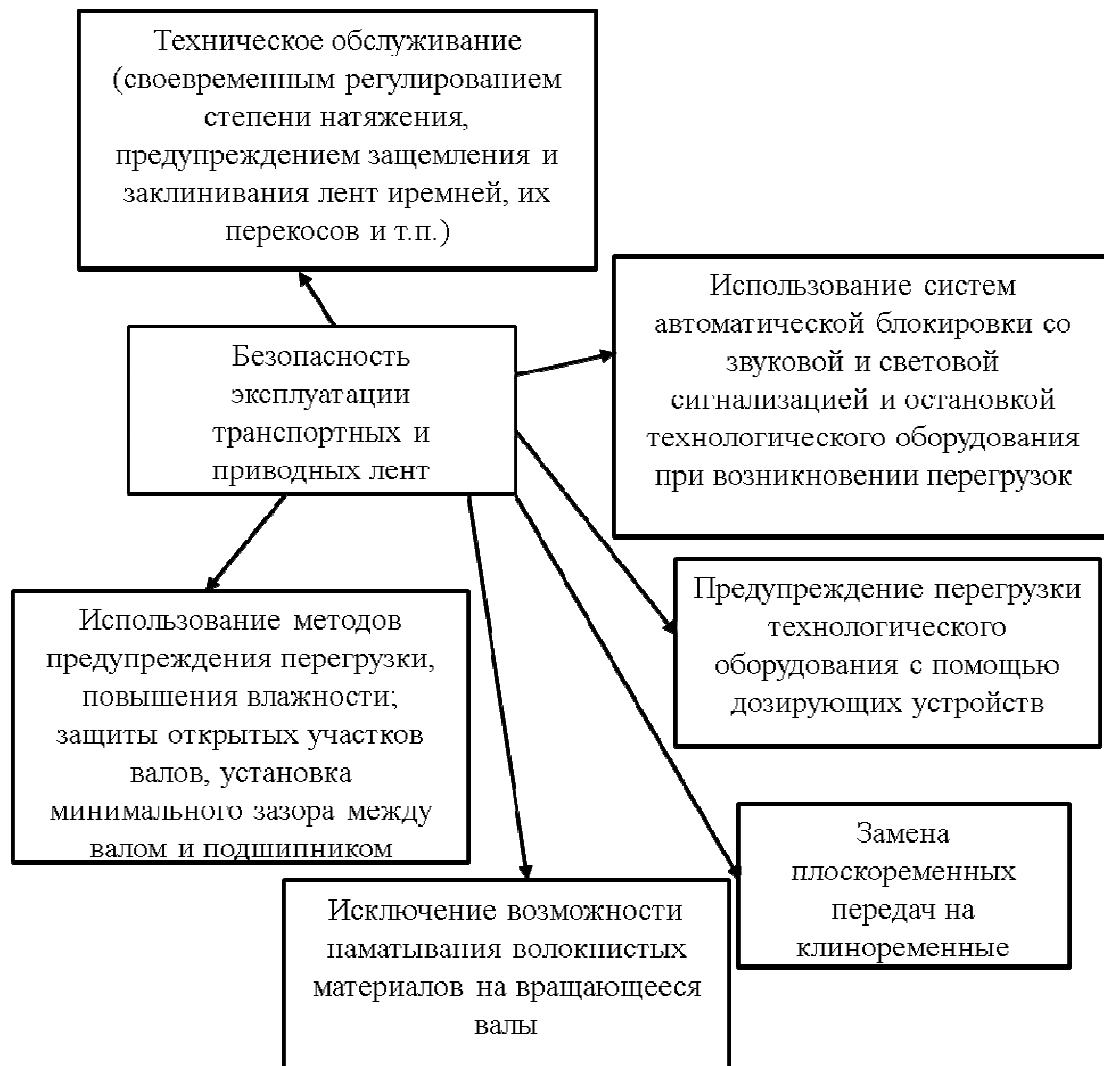 Техническое обслуживание
(своевременным регулированием
степени натяжения,
предупреждением защемления и
заклинивания лент иремней, их
перекосов и т.п.)
Использование систем
автоматической блокировки со
звуковой и световой
сигнализацией и остановкой
технологического оборудования
при возникновении перегрузок
Безопасность
эксплуатации
транспортных и
приводных лент
Использование методов
предупреждения перегрузки,
повышения влажности;
защиты открытых участков
валов, установка
минимального зазора между
валом и подшипником
Предупреждение перегрузки
технологического
оборудования с помощью
дозирующих устройств
Замена
плоскоременных
передач на
клиноременные
Исключение возможности
наматывания волокнистых
материалов на вращающееся
валы